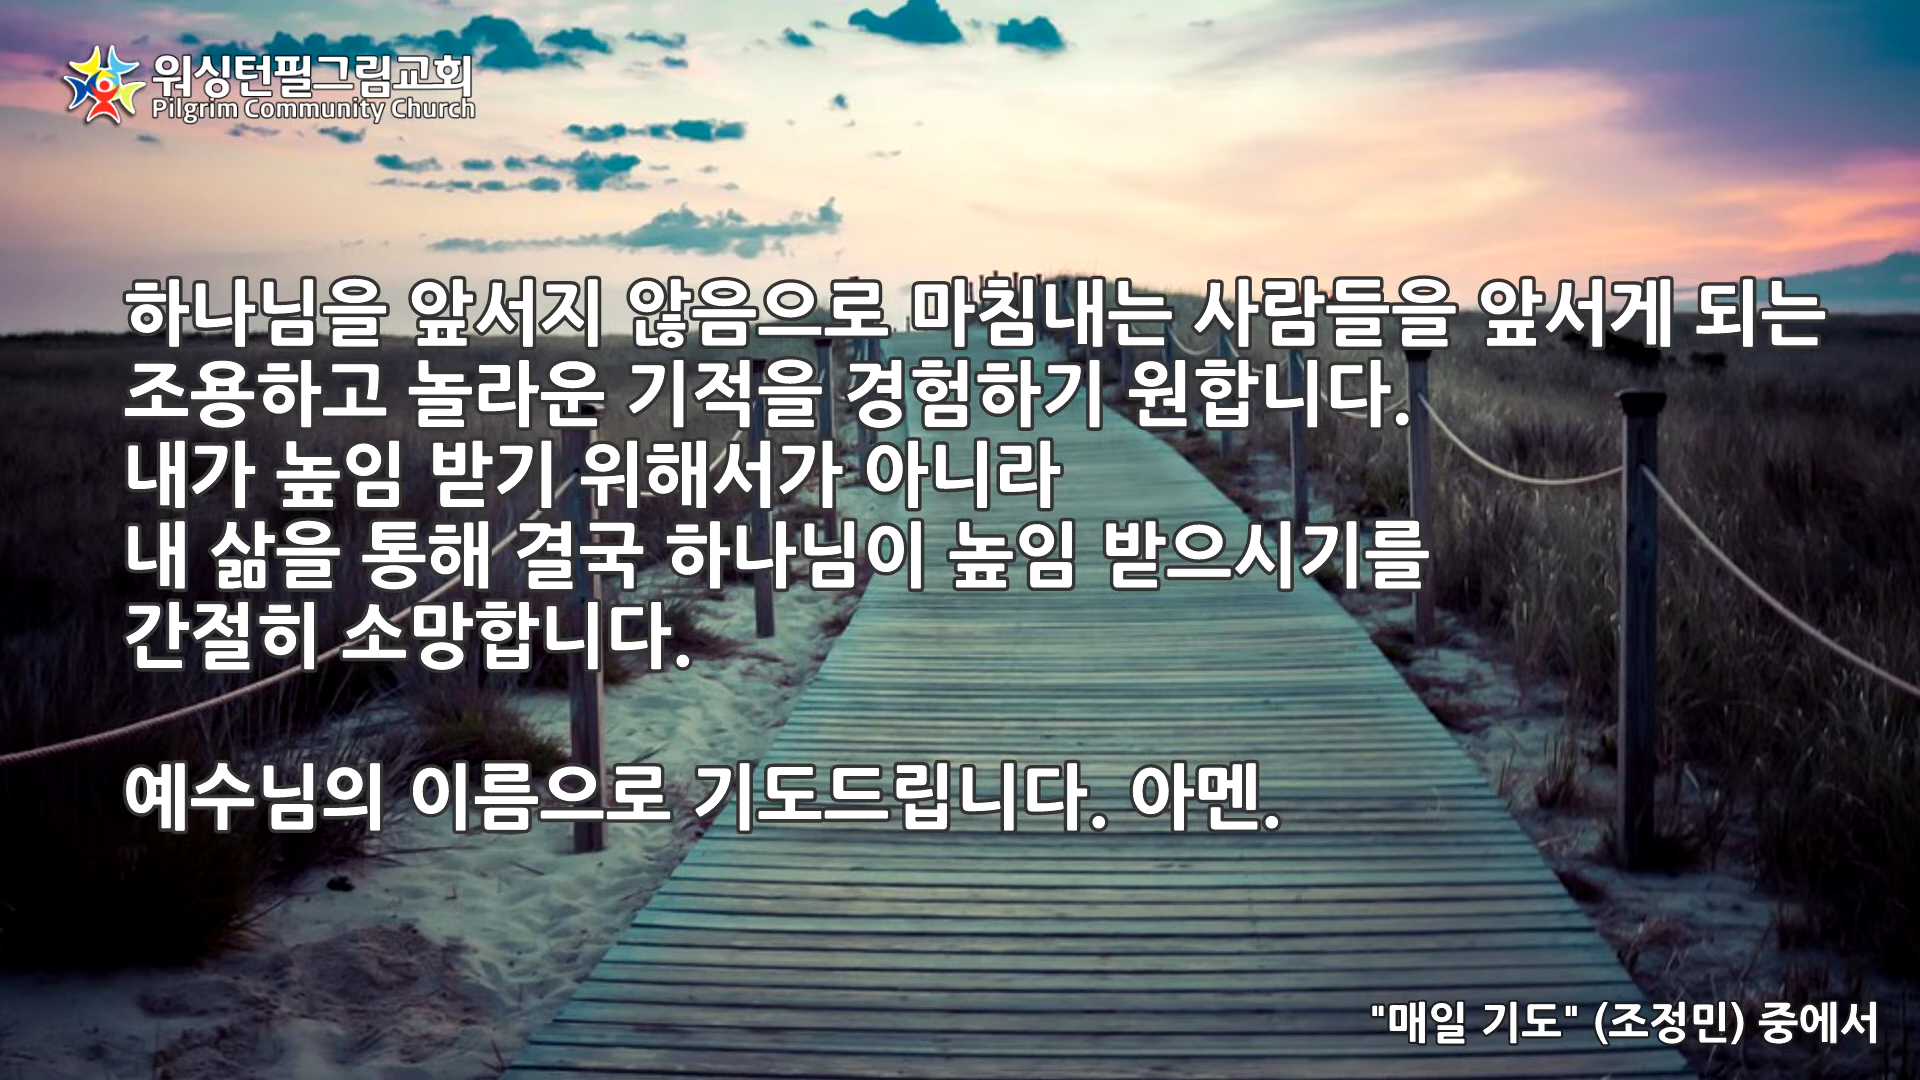 워싱턴필그림교회
Pilgrim Community Church
하나님을 앞서지 않음으로 마침내는 사람들을 앞서게 되는
조용하고 놀라운 기적을 경험하기 원합니다.
내가 높임 받기 위해서가 아니라
내 삶을 통해 결국 하나님이 높임 받으시기를
간절히 소망합니다.
예수님의 이름으로 기도드립니다. 아멘.
"매일 기도" (조정민) 중에서